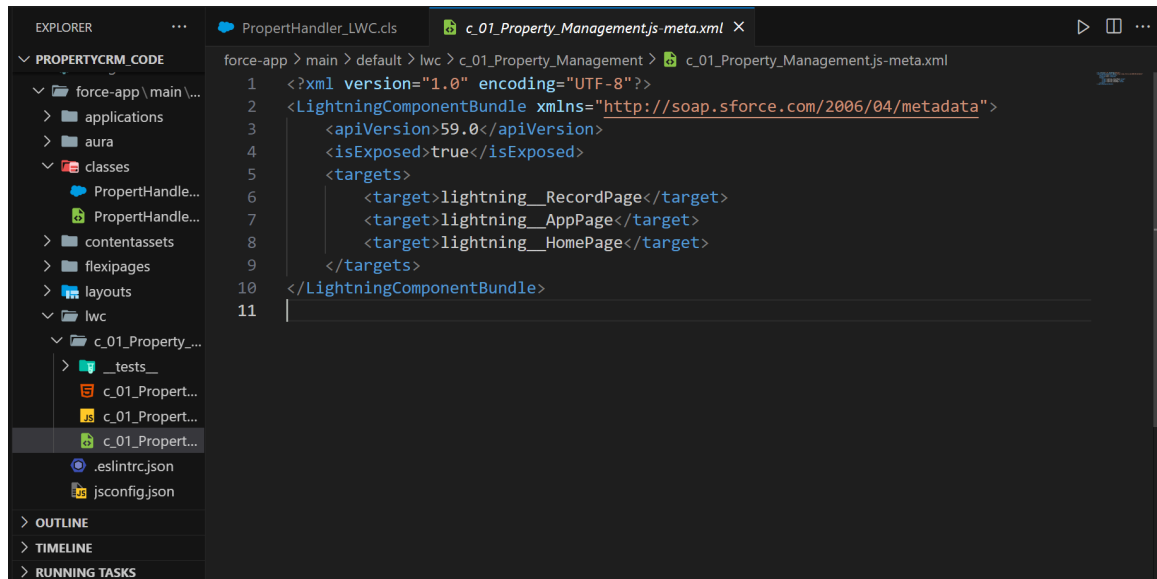 EXPLORER ...
PROPERTYCRM_CODE
force-app\main\...
applications
aura
classes
PropertHandle...
PropertHandle...
contentassets
flexipages
layouts
lwc
c_01_Property_...
__tests__
c_01_Propert...
JS c_01_Propert...
c_01_Propert...
.eslintrc.json
JS jsconfig.json
OUTLINE
TIMELINE
RUNNING TASKS
PropertHandler_LWC.cls
c_01_Property_Management.js-meta.xml
force-app > main > default > lwc > c_01_Property_Management > c_01_Property_Management.js-meta.xml
1 <?xml version="1.0" encoding="UTF-8"?>
2 <LightningComponentBundle xmlns="http://soap.sforce.com/2006/04/metadata">
3 <apiVersion>59.0</apiVersion>
4 <isExposed>true</isExposed>
5 <targets>
6 <target>lightning__RecordPage</target>
7 <target>lightning__AppPage</target>
8 <target>lightning__HomePage</target>
9 </targets>
10 </LightningComponentBundle>
11